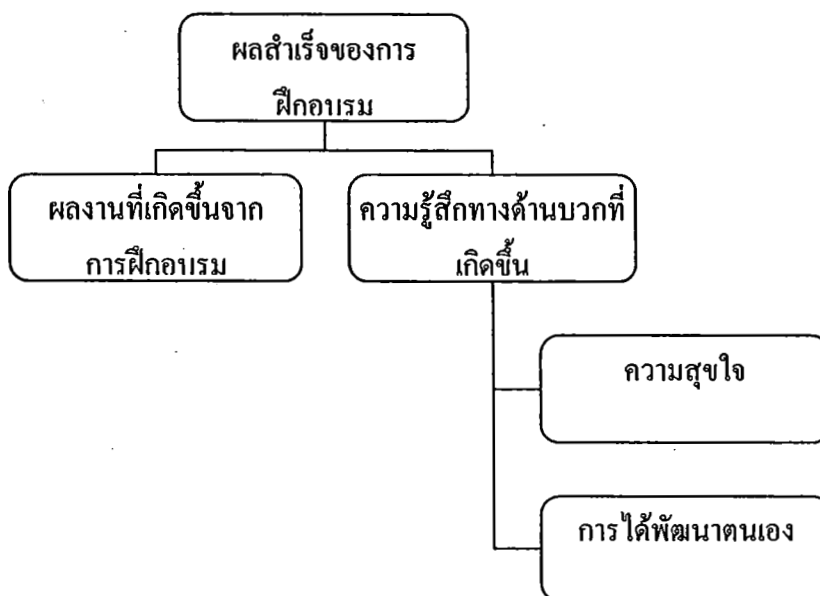 ผลสำเร็จของการ
ฝึกอบรม
ผลงานที่เกิดขึ้นจาก
การฝึกอบรม
ความรู้สึกทางด้านบวกที่
เกิดขึ้น
ความสุขใจ
การได้พัฒนาตนเอง